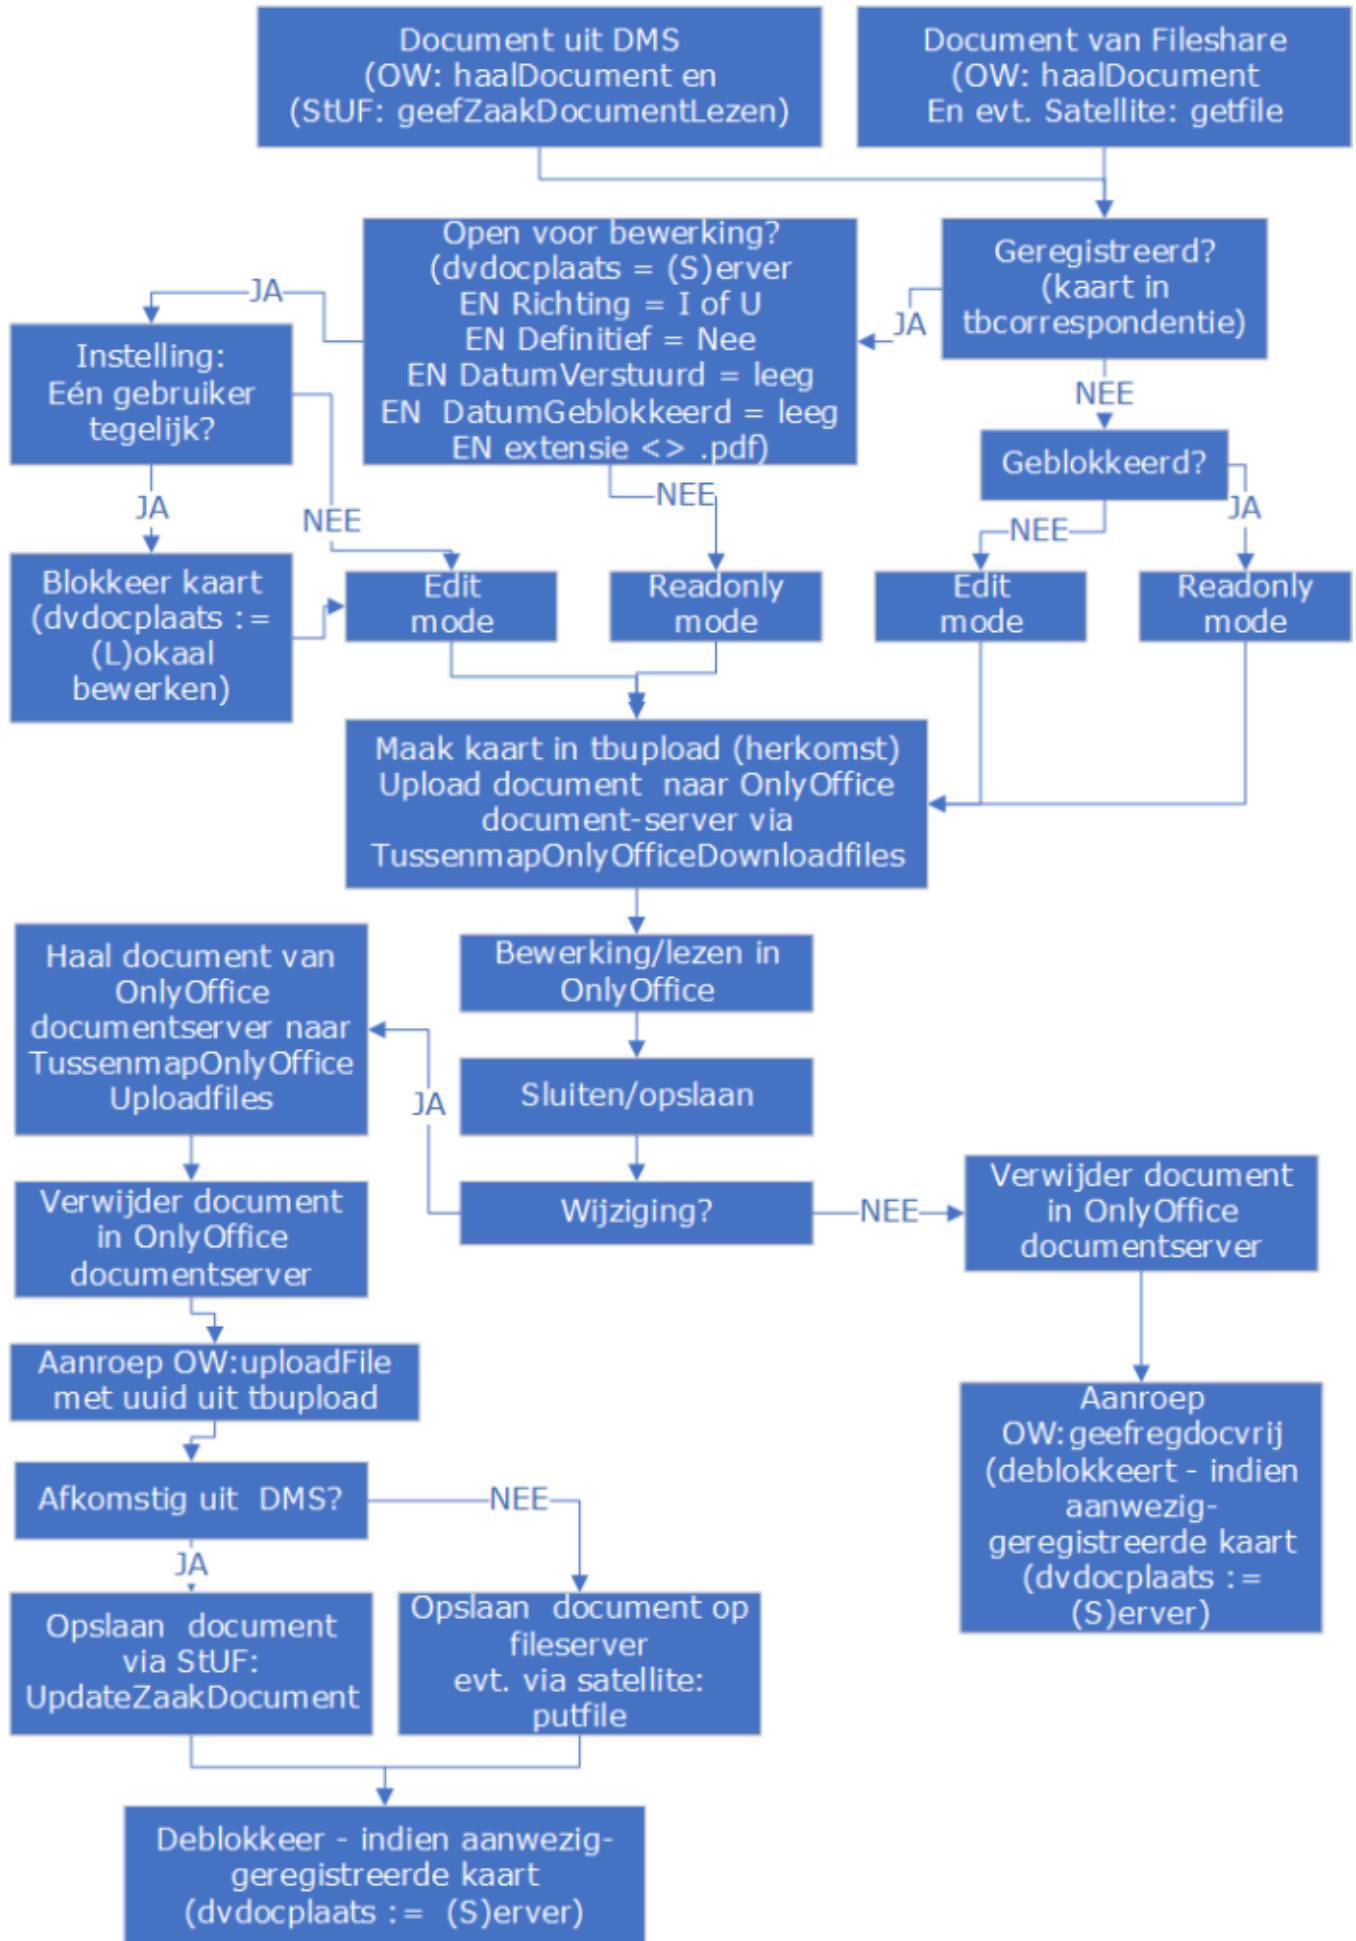 Document uit DMS
(OW: haalDocument en
(StUF: geefZaakDocumentLezen)
Document van Fileshare
(OW: haalDocument
En evt. Satellite: getfile
Geregistreerd?
(kaart in
tbcorrespondentie)
JA
NEE
Open voor bewerking?
(dvdocplaats = (S)erver
EN Richting = I of U
EN Definitief = Nee
EN DatumVerstuurd = leeg
EN DatumGeblokkeerd = leeg
EN extensie <> .pdf)
JA
NEE
Instelling:
Eén gebruiker
tegelijk?
JA
NEE
Geblokkeerd?
NEE
JA
Blokkeer kaart
(dvdocplaats :=
(L)okaal
bewerken)
Edit
mode
Readonly
mode
Edit
mode
Readonly
mode
Maak kaart in tbupload (herkomst)
Upload document naar OnlyOffice
document-server via
TussenmapOnlyOfficeDownloadfiles
Bewerking/lezen in
OnlyOffice
Sluiten/opslaan
Wijziging?
JA
NEE
Haal document van
OnlyOffice
documentserver naar
TussenmapOnlyOffice
Uploadfiles
Verwijder document
in OnlyOffice
documentserver
Verwijder document
in OnlyOffice
documentserver
Aanroep OW:uploadFile
met uuid uit tbupload
Aanroep
OW:geefregdocvrij
(deblokkeert - indien
aanwezig-
geregistreerde kaart
(dvdocplaats :=
(S)erver)
Afkomstig uit DMS?
NEE
JA
Opslaan document
via StUF:
UpdateZaakDocument
Opslaan document op
fileserver
evt. via satellite:
putfile
Deblokkeer - indien aanwezig-
geregistreerde kaart
(dvdocplaats := (S)erver)